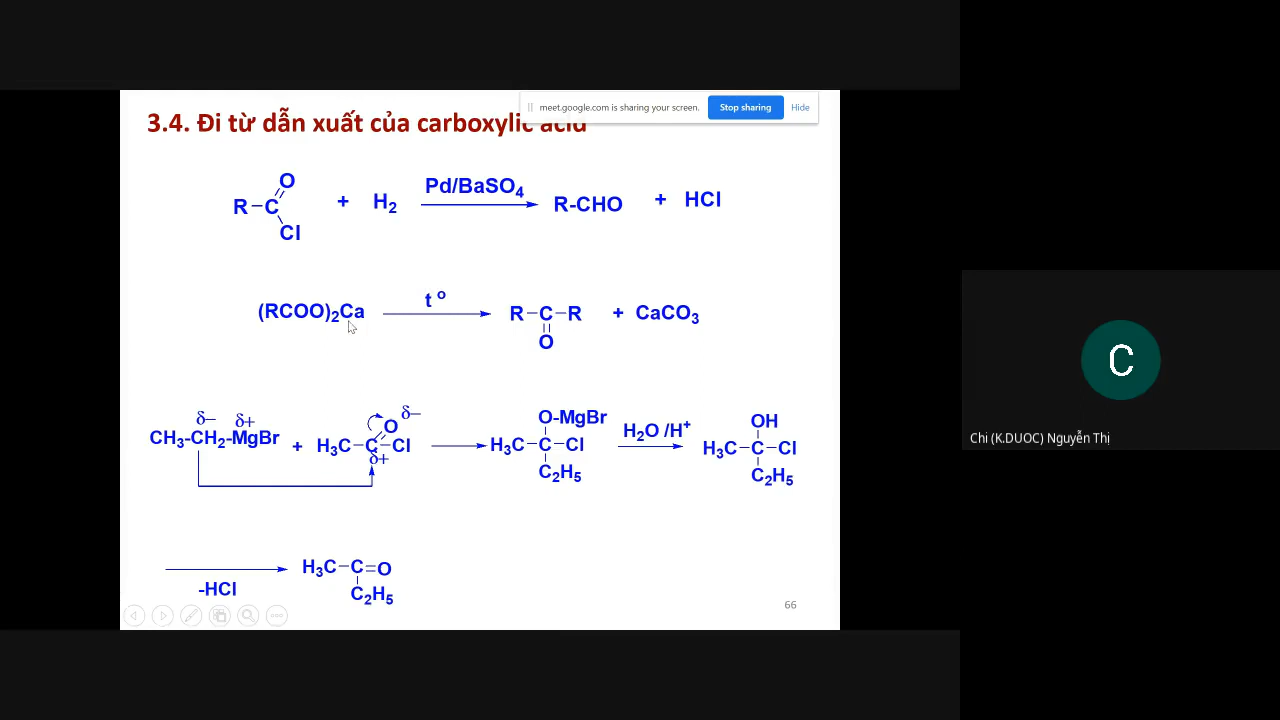 meet.google.com is sharing your screen. Stop sharing Hide
3.4. Đi từ dẫn xuất của carboxylic acid
R–C(=O)–Cl + H₂ Pd/BaSO₄ → R-CHO + HCl
(RCOO)₂Ca t° → R–C(=O)–R + CaCO₃
δ– δ+ δ–
CH₃-CH₂-MgBr + H₃C–C(=O)–Cl → H₃C–C(O-MgBr)(C₂H₅)–Cl H₂O /H⁺ → H₃C–C(OH)(C₂H₅)–Cl
δ+
-HCl → H₃C–C(=O)–C₂H₅
66
C
Chi (K.DUOC) Nguyễn Thị